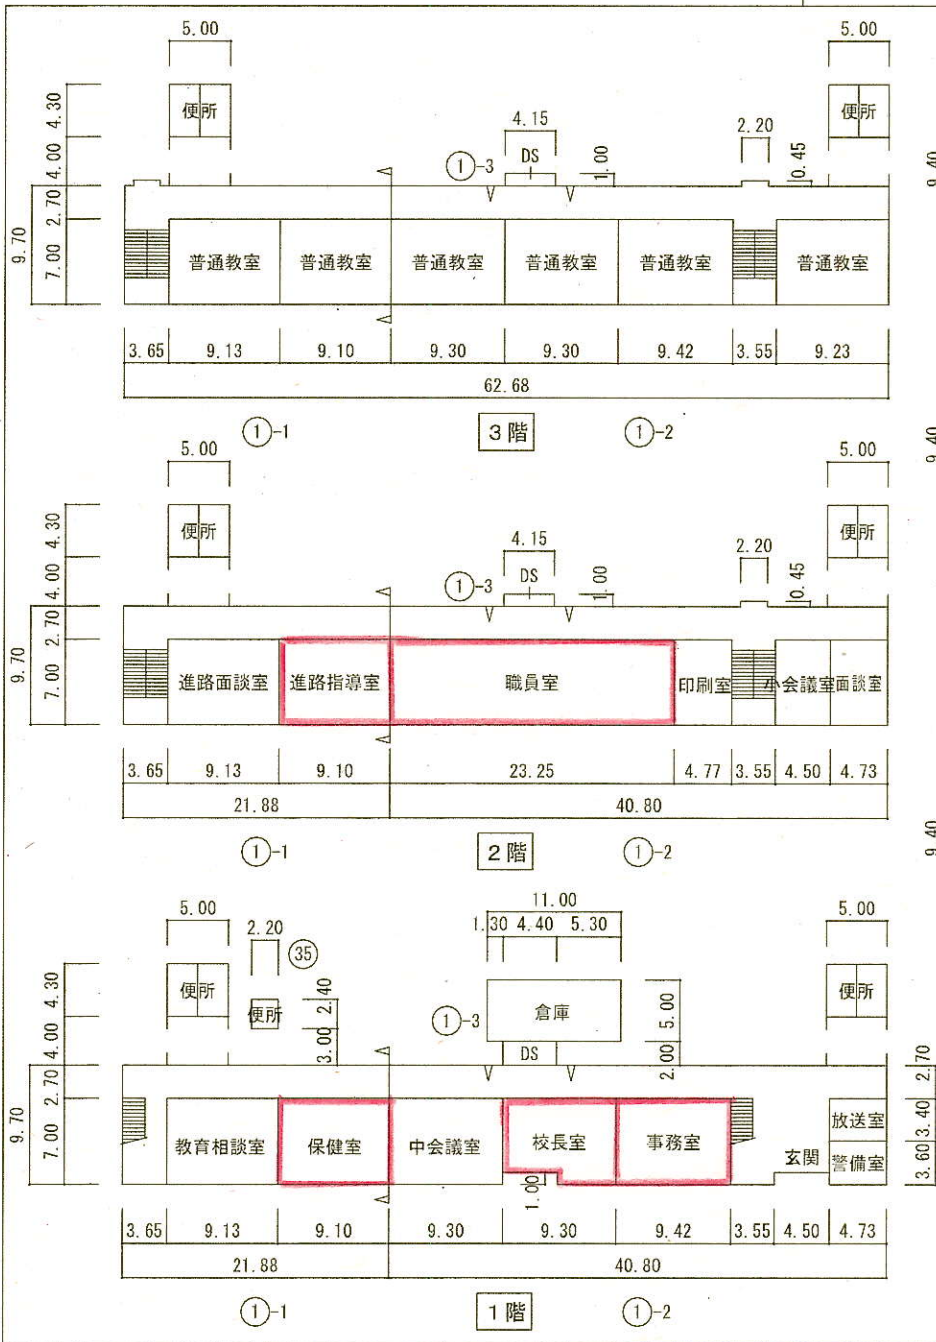 5.00 5.00
4.30 便所 便所
4.15 2.20
4.00 ①-3 DS 1.00 0.45 9.40
9.70 2.70
7.00 普通教室 普通教室 普通教室 普通教室 普通教室 普通教室
3.65 9.13 9.10 9.30 9.30 9.42 3.55 9.23
62.68
①-1 3階 ①-2
9.40
5.00 5.00
4.30 便所 便所
4.15 2.20
4.00 ①-3 DS 1.00 0.45
9.70 2.70
7.00 進路面談室 進路指導室 職員室 印刷室 小会議室 面談室
3.65 9.13 9.10 23.25 4.77 3.55 4.50 4.73
21.88 40.80
①-1 2階 ①-2
9.40
11.00
5.00 1.30 4.40 5.30 5.00
2.20 ㉟
4.30 便所 便所
便所 2.40 ①-3 倉庫 5.00
4.00 3.00 DS 2.00
9.70 2.70 2.70
7.00 教育相談室 保健室 中会議室 校長室 事務室 玄関 放送室 3.40
警備室 3.60
1.00
3.65 9.13 9.10 9.30 9.30 9.42 3.55 4.50 4.73
21.88 40.80
①-1 1階 ①-2